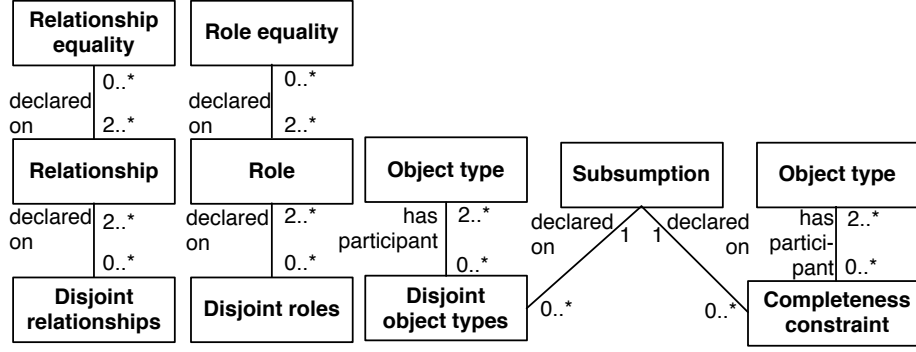 Relationship
equality
Role equality
0..*
0..*
declared
on
declared
on
2..*
2..*
Relationship
Role
Object type
Subsumption
Object type
declared
on
2..*
declared
on
2..*
has
participant
2..*
declared
on
1
1
declared
on
has
partici-
pant
2..*
0..*
0..*
0..*
0..*
Disjoint
relationships
Disjoint roles
Disjoint
object types
0..*
0..*
Completeness
constraint